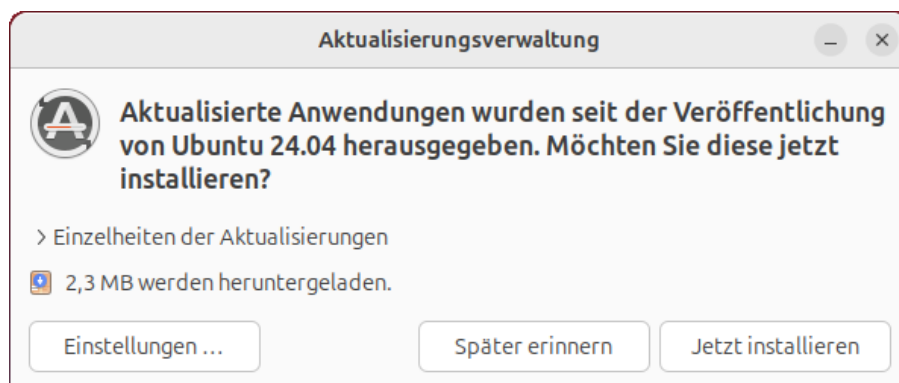 Aktualisierungsverwaltung
Aktualisierte Anwendungen wurden seit der Veröffentlichung
von Ubuntu 24.04 herausgegeben. Möchten Sie diese jetzt
installieren?
Einzelheiten der Aktualisierungen
2,3 MB werden heruntergeladen.
Einstellungen …
Später erinnern
Jetzt installieren